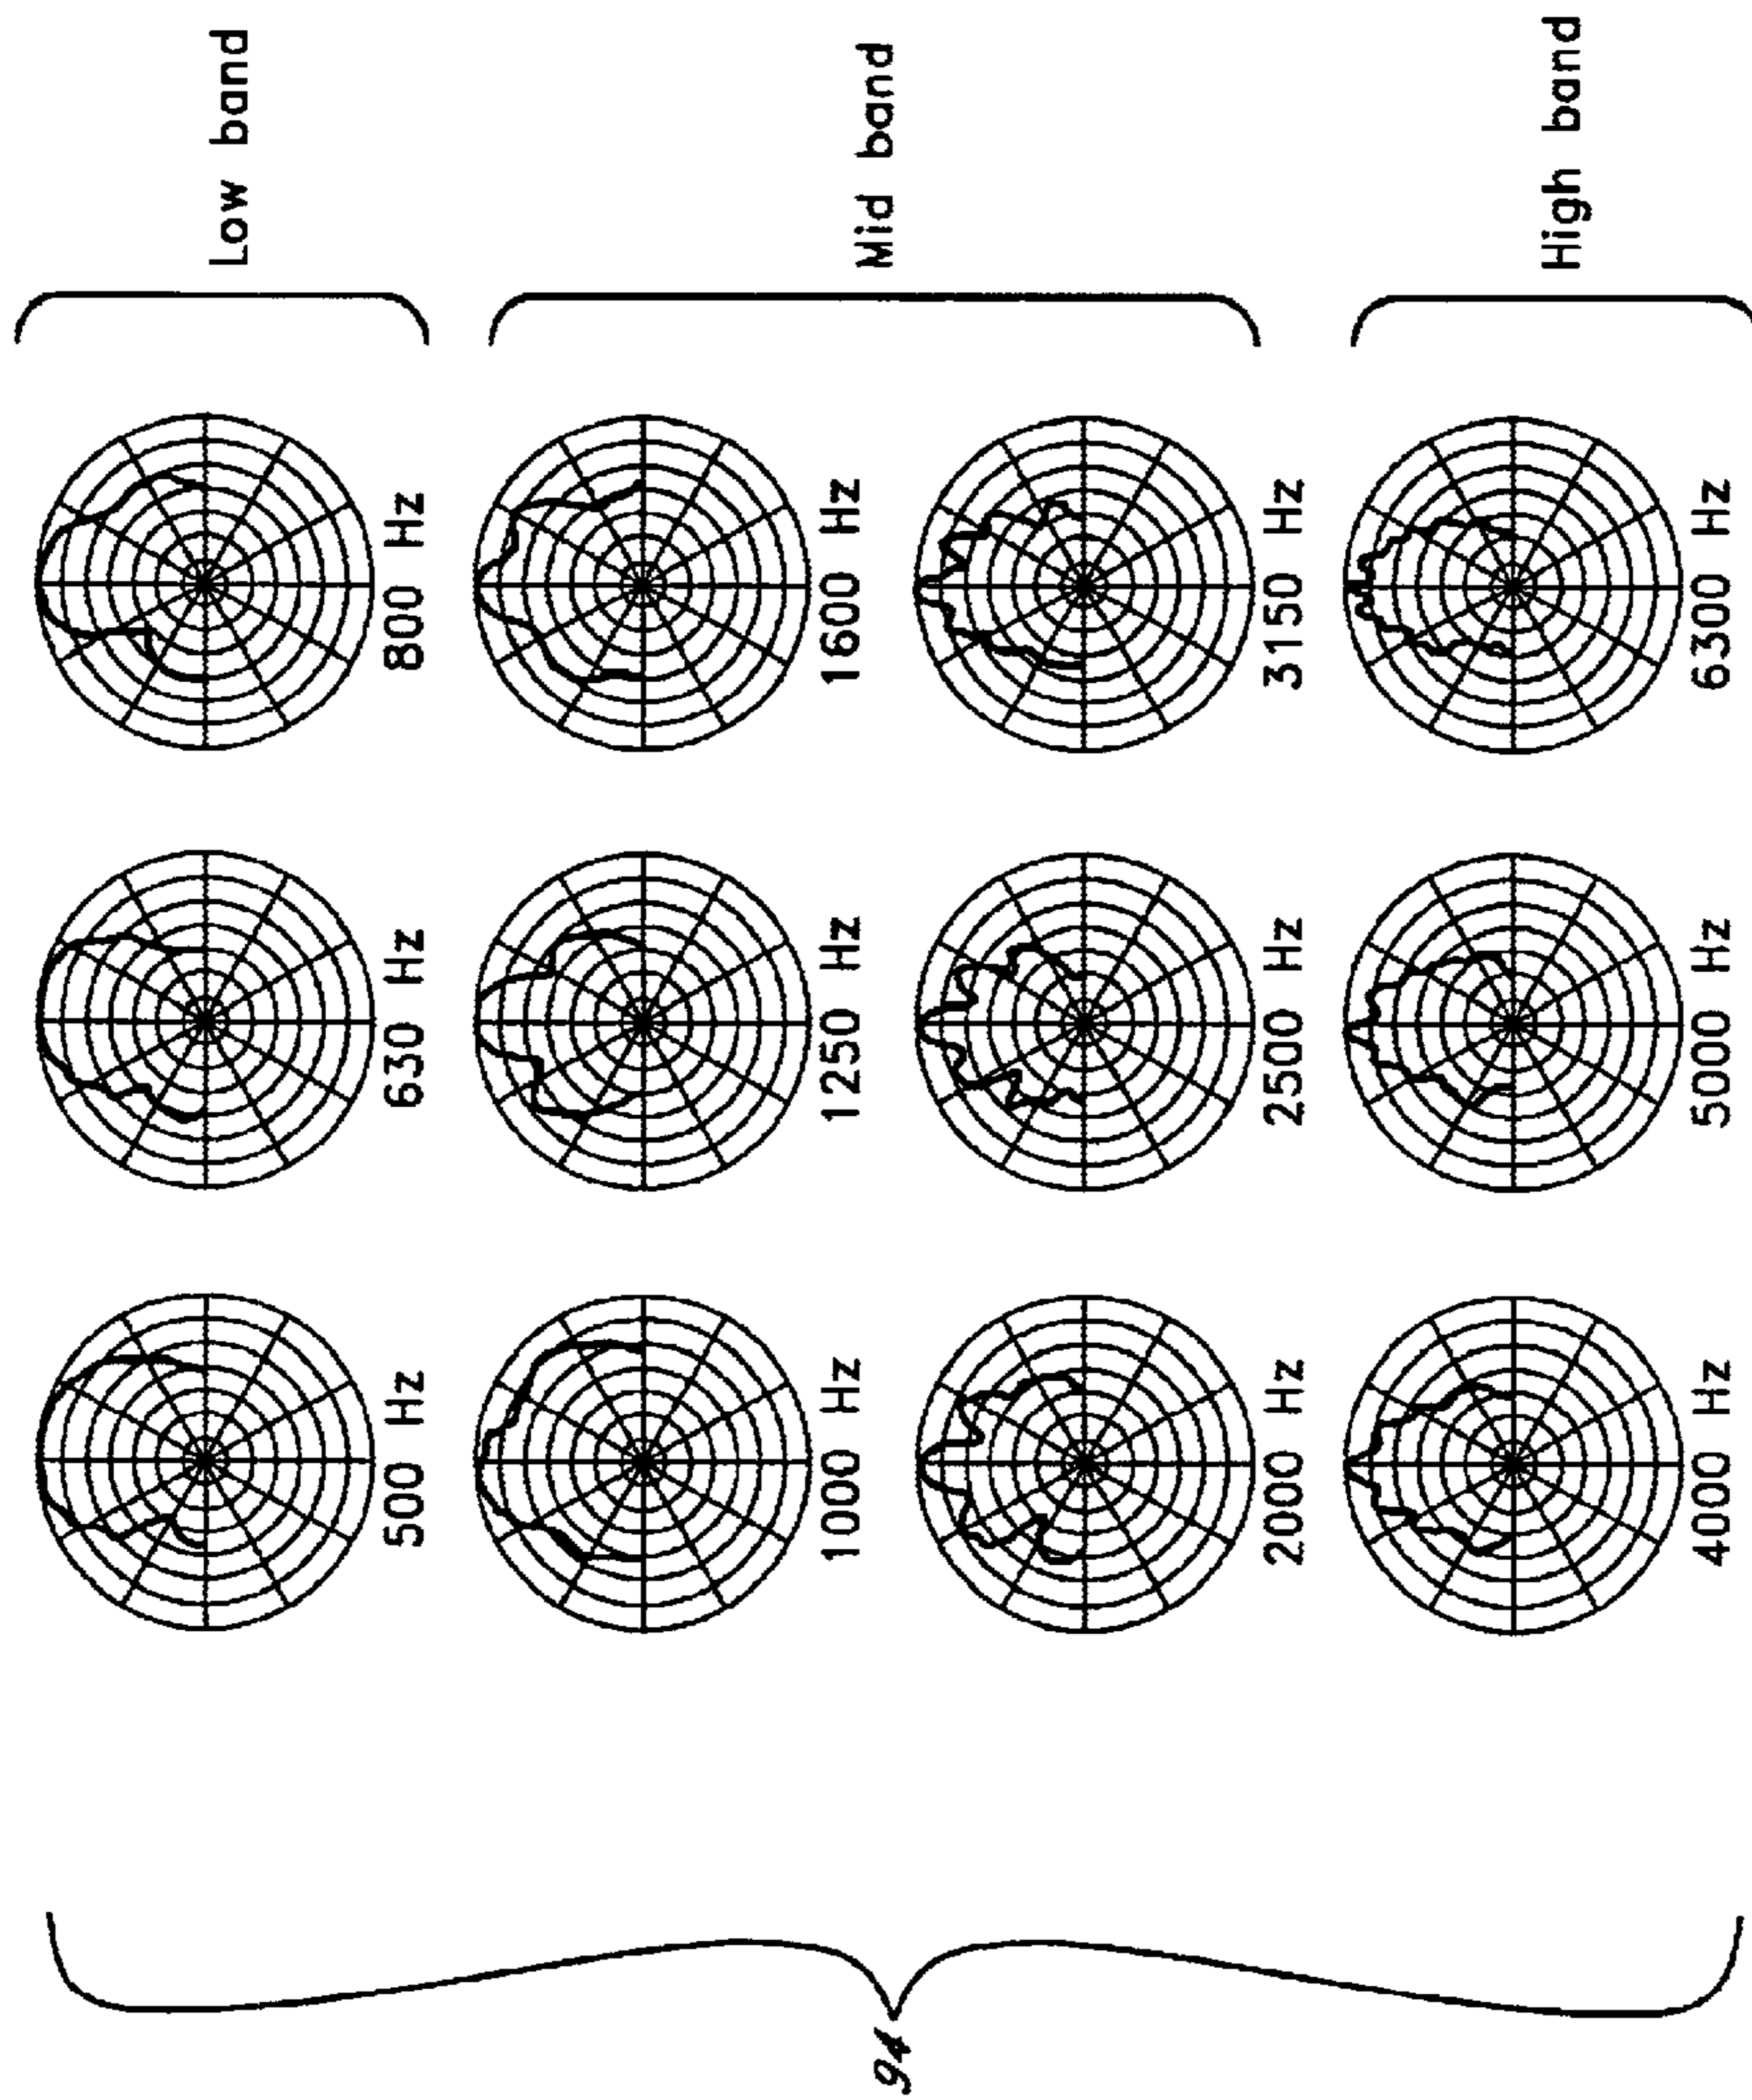 Low band
500 Hz 630 Hz 800 Hz
94
1000 Hz 1250 Hz 1600 Hz
Mid band
2000 Hz 2500 Hz 3150 Hz
High band
4000 Hz 5000 Hz 6300 Hz